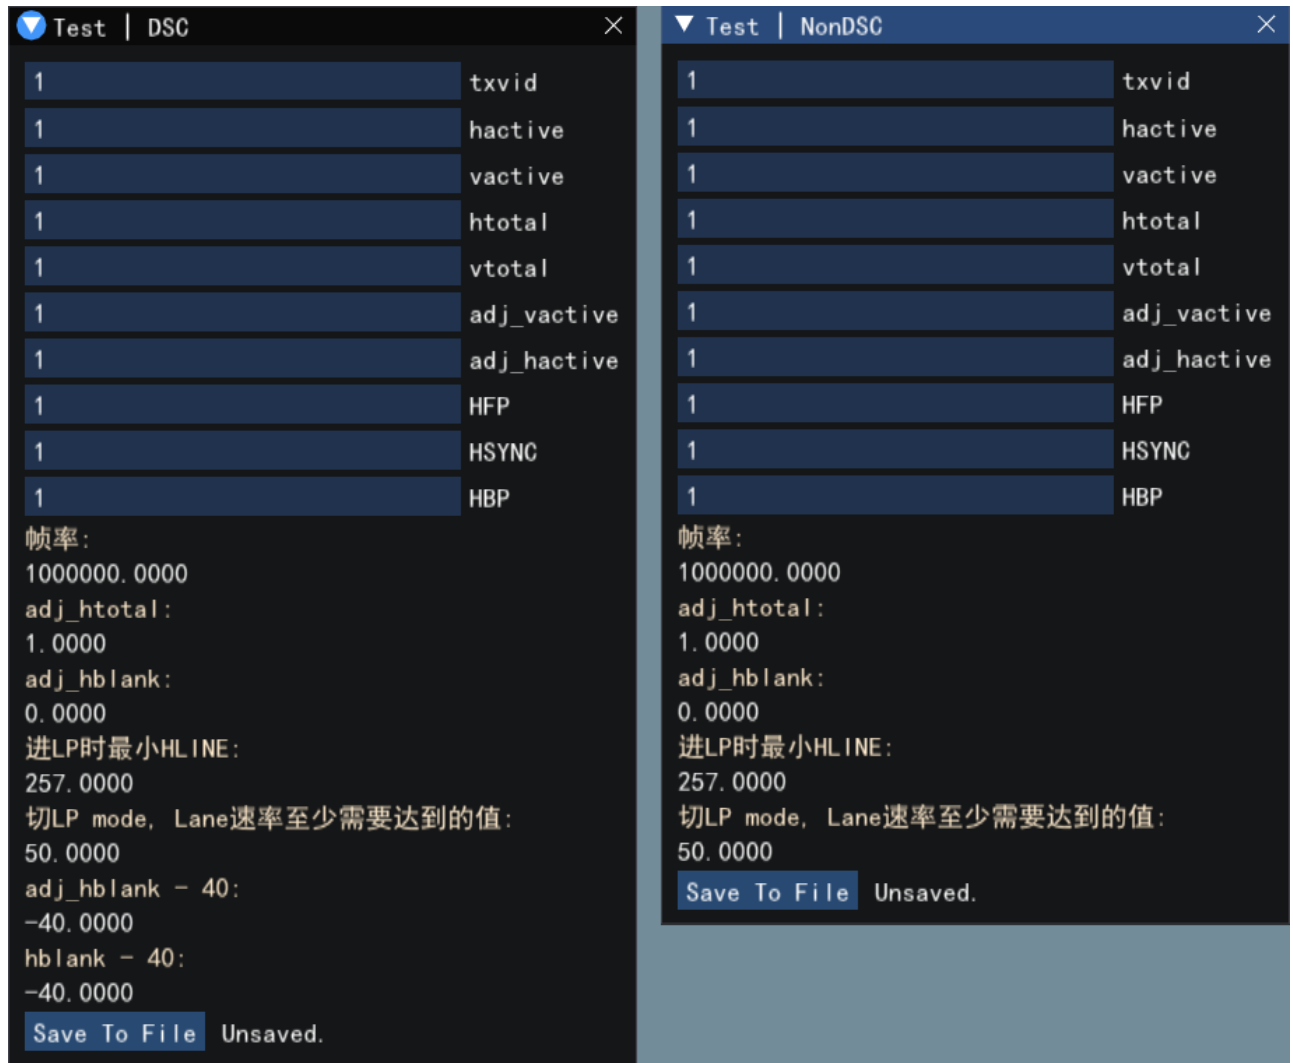 Test | DSC
1 txvid
1 hactive
1 vactive
1 htotal
1 vtotal
1 adj_vactive
1 adj_hactive
1 HFP
1 HSYNC
1 HBP
帧率:
1000000.0000
adj_htotal:
1.0000
adj_hblank:
0.0000
进LP时最小HLINE:
257.0000
切LP mode, Lane速率至少需要达到的值:
50.0000
adj_hblank - 40:
-40.0000
hblank - 40:
-40.0000
Save To File Unsaved.
Test | NonDSC
1 txvid
1 hactive
1 vactive
1 htotal
1 vtotal
1 adj_vactive
1 adj_hactive
1 HFP
1 HSYNC
1 HBP
帧率:
1000000.0000
adj_htotal:
1.0000
adj_hblank:
0.0000
进LP时最小HLINE:
257.0000
切LP mode, Lane速率至少需要达到的值:
50.0000
Save To File Unsaved.